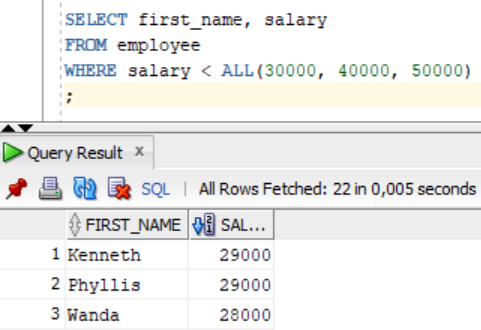 SELECT first_name, salary
FROM employee
WHERE salary < ALL(30000, 40000, 50000)
;
Query Result x
SQL | All Rows Fetched: 22 in 0,005 seconds
FIRST_NAME SAL...
1 Kenneth 29000
2 Phyllis 29000
3 Wanda 28000